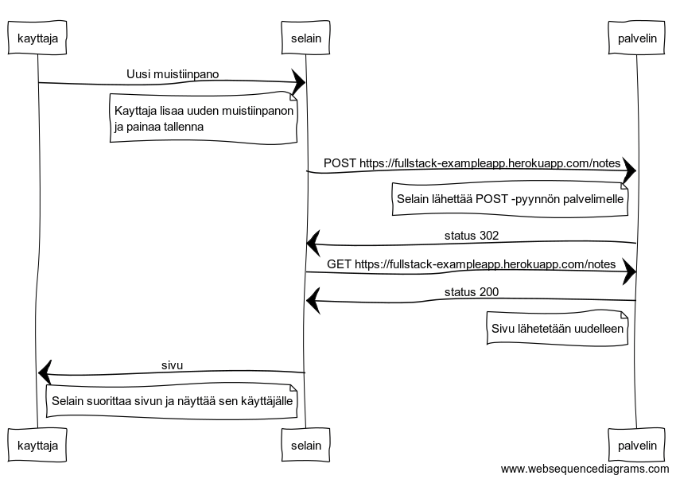 kayttaja
selain
palvelin
Uusi muistiinpano
Kayttaja lisaa uuden muistiinpanon
ja painaa tallenna
POST https://fullstack-exampleapp.herokuapp.com/notes
Selain lähettää POST -pyynnön palvelimelle
status 302
GET https://fullstack-exampleapp.herokuapp.com/notes
status 200
Sivu lähetetään uudelleen
sivu
Selain suorittaa sivun ja näyttää sen käyttäjälle
kayttaja
selain
palvelin
www.websequencediagrams.com